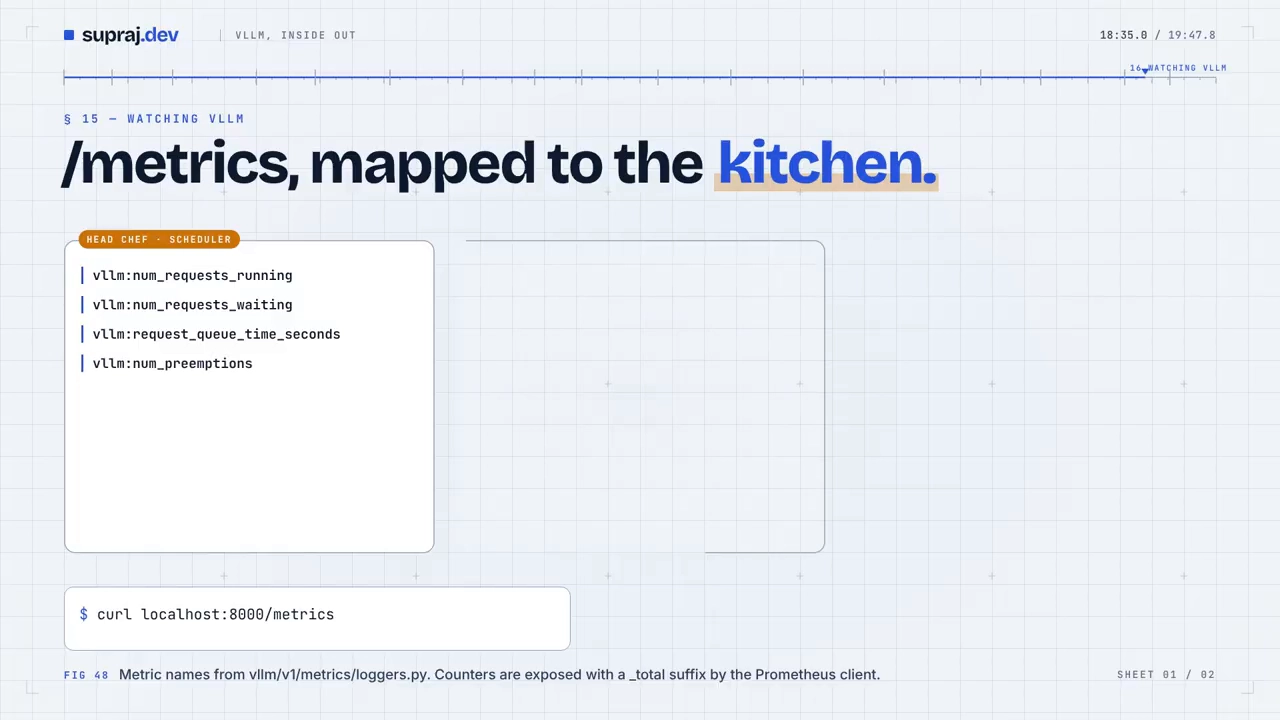 supraj.dev
VLLM, INSIDE OUT
18:35.0 / 19:47.8
16 WATCHING VLLM
§ 15 — WATCHING VLLM
/metrics, mapped to the kitchen.
HEAD CHEF · SCHEDULER
vllm:num_requests_running
vllm:num_requests_waiting
vllm:request_queue_time_seconds
vllm:num_preemptions
$ curl localhost:8000/metrics
FIG 48 Metric names from vllm/v1/metrics/loggers.py. Counters are exposed with a _total suffix by the Prometheus client.
SHEET 01 / 02